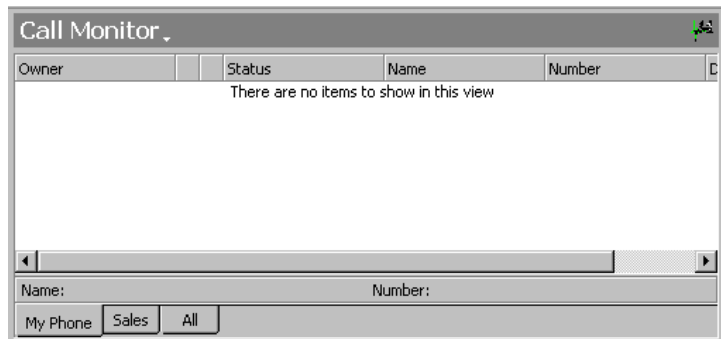 Call Monitor
Owner Status Name Number D
There are no items to show in this view
Name: Number:
My Phone Sales All